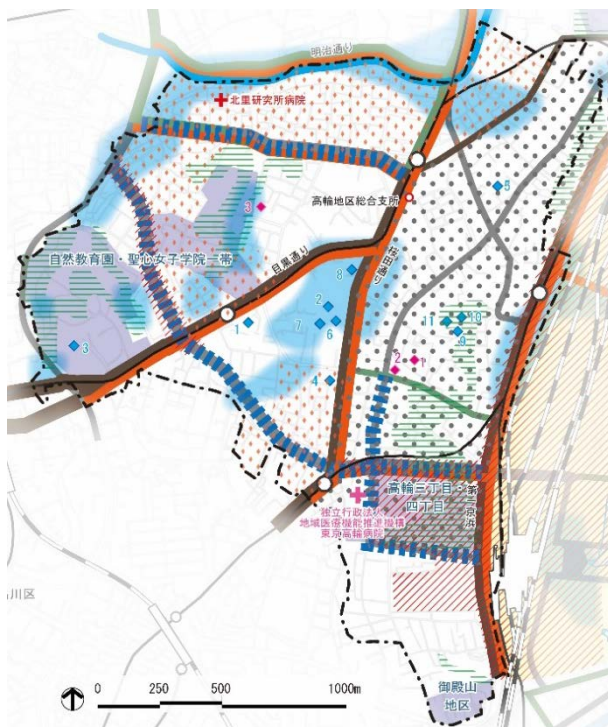 明治通り
北里研究所病院
高輪地区総合支所
5
3
目黒通り
桜田通り
自然教育園・聖心女子学院一帯
8
2
1
7
6
11
10
9
3
2
1
4
高輪三丁目・
四丁目
第一京浜
独立行政法人
地域医療機能推進機構
東京高輪病院
川区
御殿山
地区
0 250 500 1000m